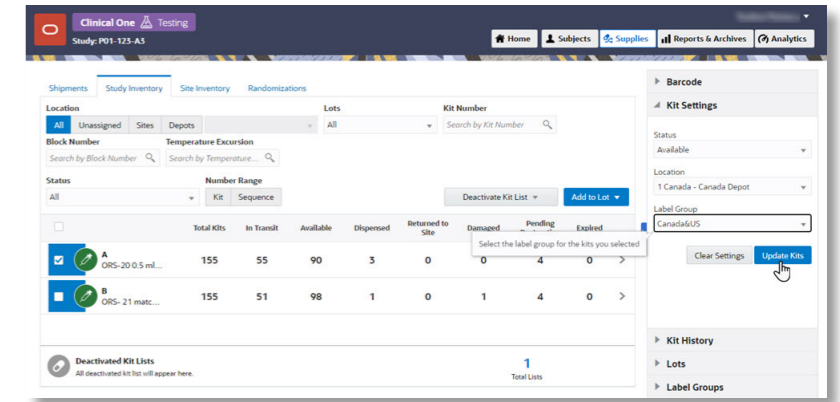 Clinical One Testing
Study: P01-123-A3
Home Subjects Supplies Reports & Archives Analytics
Shipments Study Inventory Site Inventory Randomizations
Location Lots Kit Number
All Unassigned Sites Depots All Search by Kit Number
Block Number Temperature Excursion
Search by Block Number Search by Temperature...
Status Number Range
All Kit Sequence Deactivate Kit List Add to Lot
Total Kits In Transit Available Dispensed Returned to Site Damaged Pending Expired
Select the label group for the kits you selected
A
ORS-20 0.5 ml... 155 55 90 3 0 0 4 0
B
ORS- 21 matc... 155 51 98 1 0 1 4 0
Deactivated Kit Lists
All deactivated kit list will appear here.
1
Total Lists
Barcode
Kit Settings
Status
Available
Location
1 Canada - Canada Depot
Label Group
Canada&US
Clear Settings Update Kits
Kit History
Lots
Label Groups